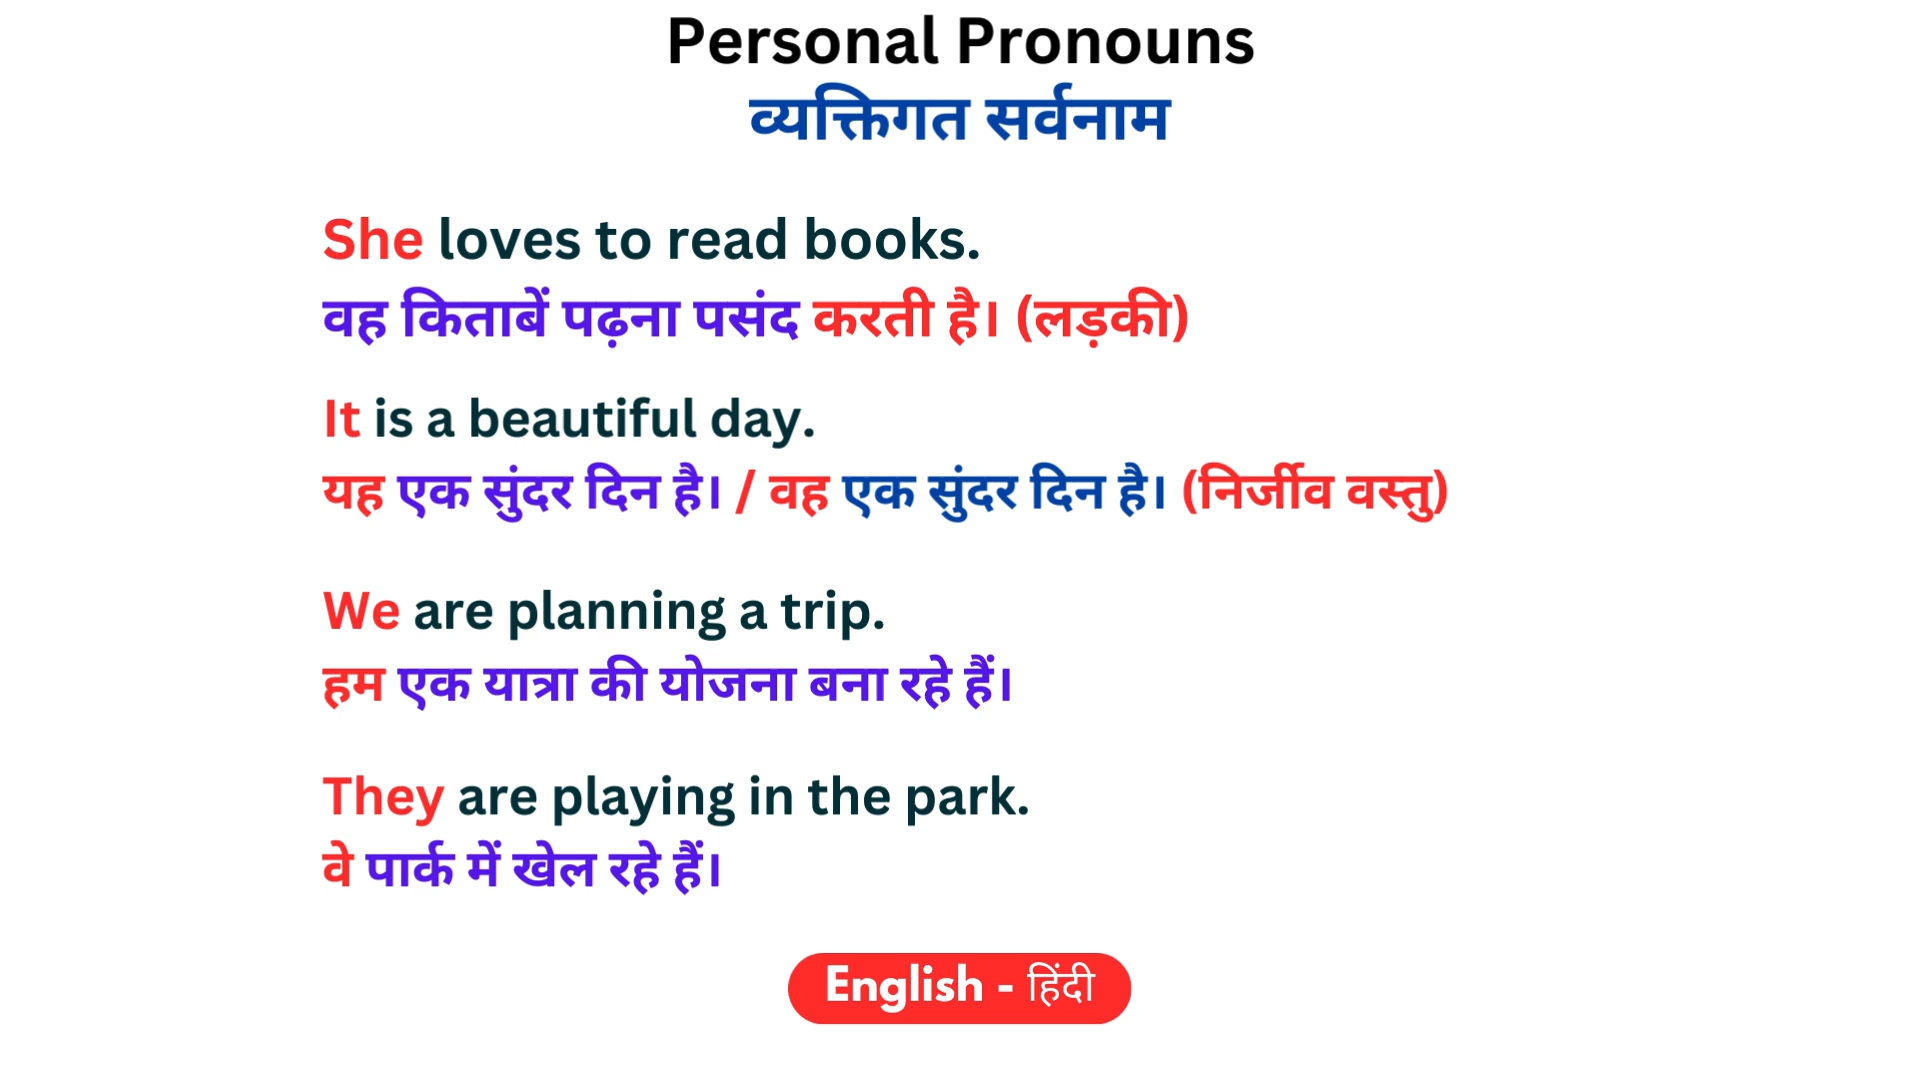 Personal Pronouns
व्यक्तिगत सर्वनाम
She loves to read books.
वह किताबें पढ़ना पसंद करती है। (लड़की)
It is a beautiful day.
यह एक सुंदर दिन है। / वह एक सुंदर दिन है। (निर्जीव वस्तु)
We are planning a trip.
हम एक यात्रा की योजना बना रहे हैं।
They are playing in the park.
वे पार्क में खेल रहे हैं।
English - हिंदी